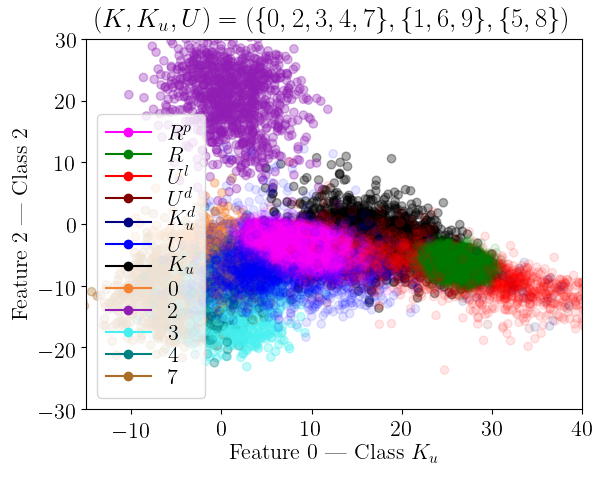 (K, K_u, U) = ({0, 2, 3, 4, 7}, {1, 6, 9}, {5, 8})
30
20
10
0
−10
−20
−30
Feature 2 — Class 2
R^p
R
U^l
U^d
K_u^d
U
K_u
0
2
3
4
7
−10
0
10
20
30
40
Feature 0 — Class K_u